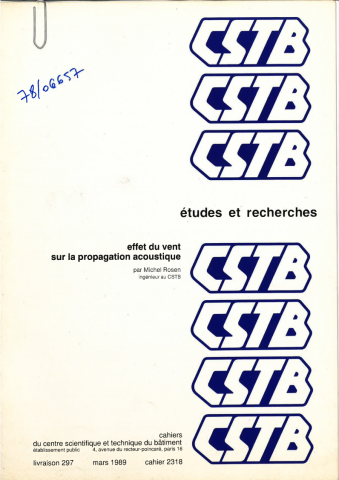 CSTB
78/06657
CSTB
CSTB
études et recherches
effet du vent
sur la propagation acoustique
par Michel Rosen
ingénieur au CSTB
CSTB
CSTB
CSTB
CSTB
cahiers
du centre scientifique et technique du bâtiment
établissement public 4, avenue du recteur-poincaré, paris 16
livraison 297 mars 1989 cahier 2318